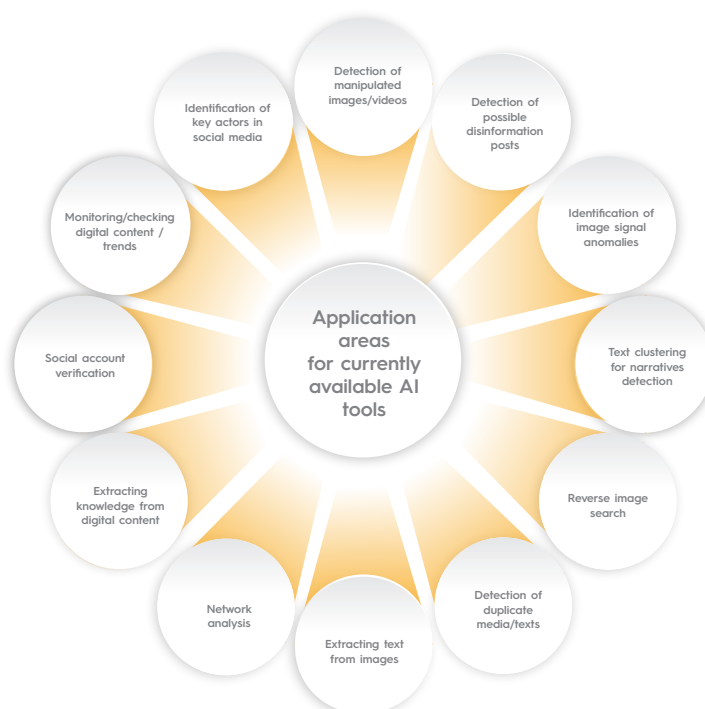 Detection of
manipulated
images/videos
Detection of
possible
disinformation
posts
Identification of
image signal
anomalies
Text clustering
for narratives
detection
Reverse image
search
Detection of
duplicate
media/texts
Extracting text
from images
Network
analysis
Extracting
knowledge from
digital content
Social account
verification
Monitoring/checking
digital content /
trends
Identification of
key actors in
social media
Application
areas
for currently
available AI
tools